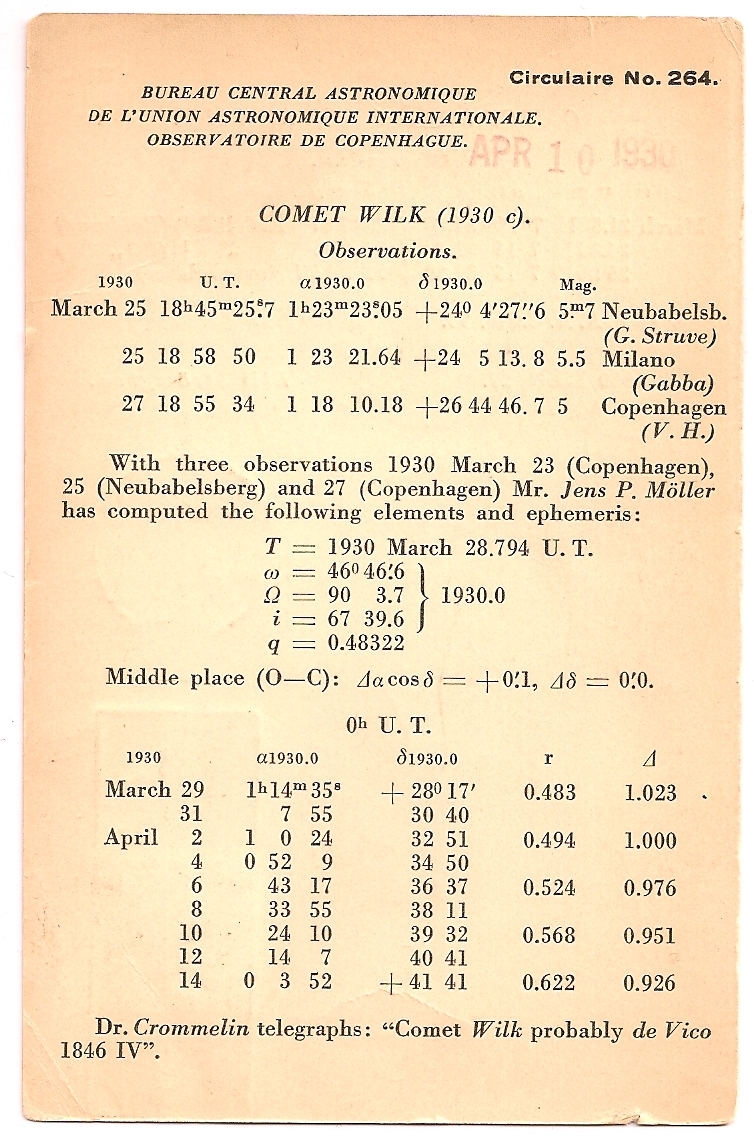 Circulaire No. 264.
BUREAU CENTRAL ASTRONOMIQUE
DE L'UNION ASTRONOMIQUE INTERNATIONALE.
OBSERVATOIRE DE COPENHAGUE.
APR 10 1930
COMET WILK (1930 c).
Observations.
1930 U. T. α 1930.0 δ 1930.0 Mag.
March 25 18ʰ45ᵐ25ˢ.7 1ʰ23ᵐ23ˢ.05 +24⁰ 4′27″.6 5ᵐ.7 Neubabelsb.
(G. Struve)
25 18 58 50 1 23 21.64 +24 5 13. 8 5.5 Milano
(Gabba)
27 18 55 34 1 18 10.18 +26 44 46. 7 5 Copenhagen
(V. H.)
With three observations 1930 March 23 (Copenhagen),
25 (Neubabelsberg) and 27 (Copenhagen) Mr. Jens P. Möller
has computed the following elements and ephemeris:
T = 1930 March 28.794 U. T.
ω = 46⁰ 46′.6
Ω = 90 3.7 } 1930.0
i = 67 39.6
q = 0.48322
Middle place (O—C): Δα cos δ = +0′.1, Δδ = 0′.0.
0ʰ U. T.
1930 α1930.0 δ1930.0 r Δ
March 29 1ʰ14ᵐ35ˢ +28⁰ 17′ 0.483 1.023
31 7 55 30 40
April 2 1 0 24 32 51 0.494 1.000
4 0 52 9 34 50
6 43 17 36 37 0.524 0.976
8 33 55 38 11
10 24 10 39 32 0.568 0.951
12 14 7 40 41
14 0 3 52 +41 41 0.622 0.926
Dr. Crommelin telegraphs: “Comet Wilk probably de Vico
1846 IV”.